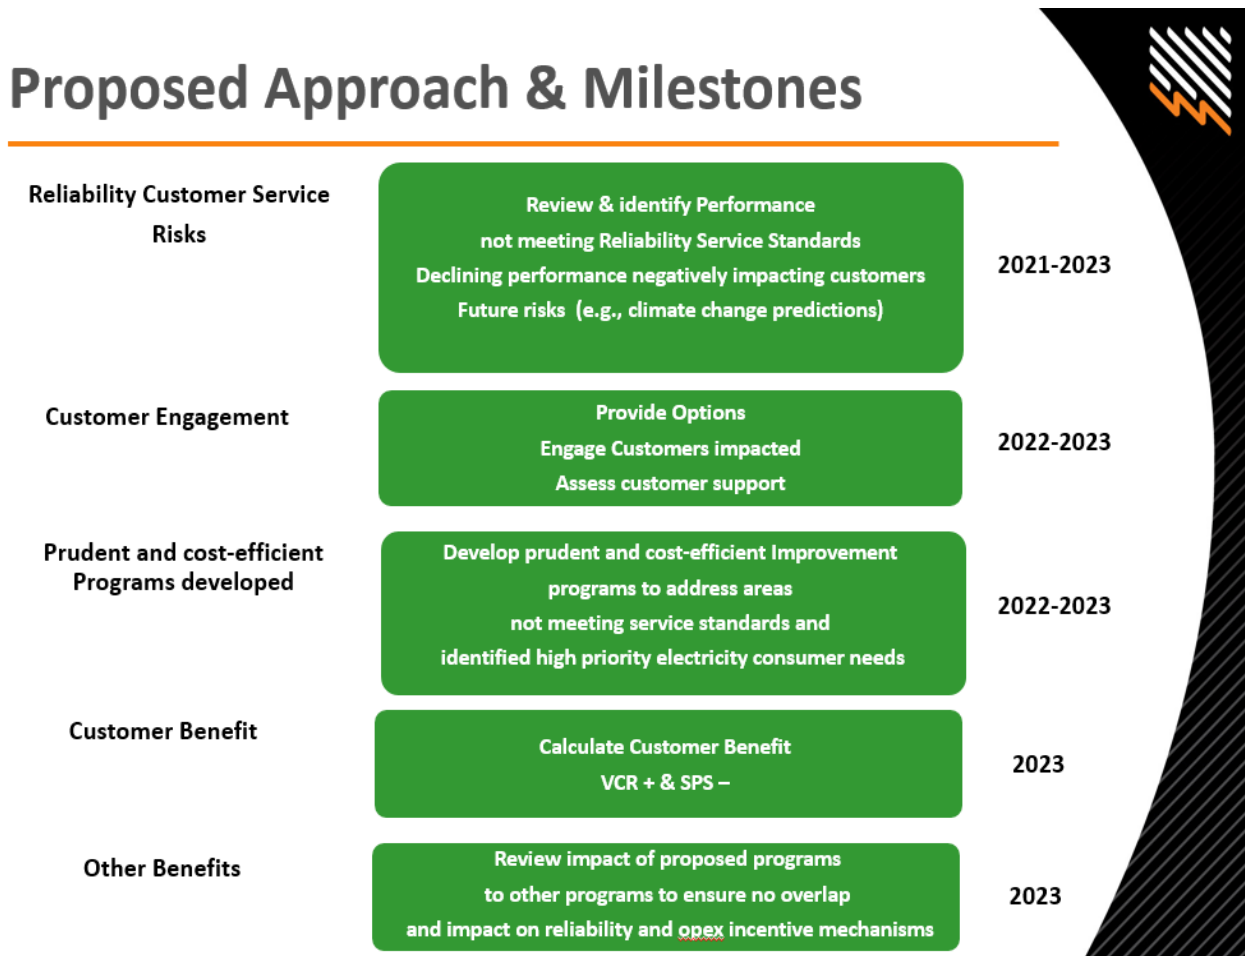 Proposed Approach & Milestones
Reliability Customer Service
Risks
Review & identify Performance
not meeting Reliability Service Standards
Declining performance negatively impacting customers
Future risks  (e.g., climate change predictions)
2021-2023
Customer Engagement
Provide Options
Engage Customers impacted
Assess customer support
2022-2023
Prudent and cost-efficient
Programs developed
Develop prudent and cost-efficient Improvement
programs to address areas
not meeting service standards and
identified high priority electricity consumer needs
2022-2023
Customer Benefit
Calculate Customer Benefit
VCR + & SPS –
2023
Other Benefits
Review impact of proposed programs
to other programs to ensure no overlap
and impact on reliability and opex incentive mechanisms
2023